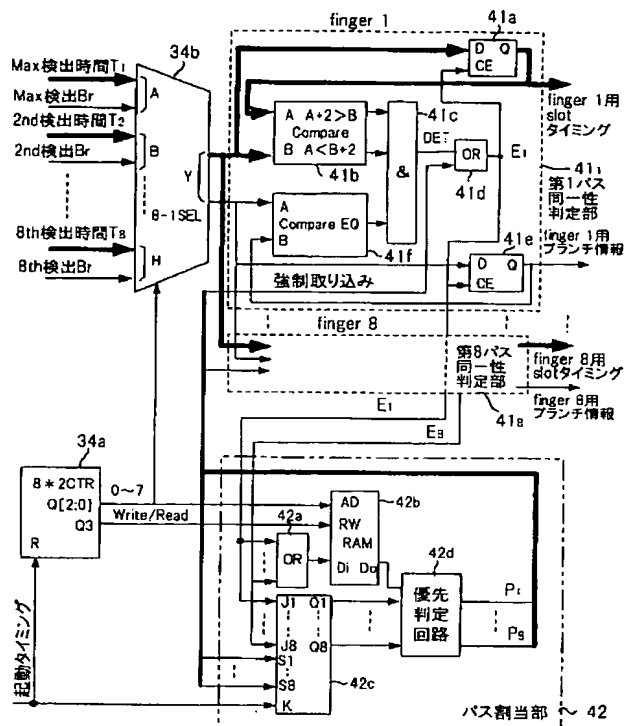 finger 1
41a
34b
D Q
CE
Max検出時間T1
Max検出Br
A
2nd検出時間T2
2nd検出Br
B
Y
8-1SEL
8th検出時間T8
8th検出Br
H
A A+2>B
Compare
B A<B+2
41b
41c
DET
&
OR
41d
E1
finger 1用
slot
タイミング
41₁
第1パス
同一性
判定部
A
Compare EQ
B
41f
41e
D Q
CE
finger 1用
ブランチ情報
強制取り込み
finger 8
第8パス
同一性
判定部
41₈
finger 8用
slotタイミング
finger 8用
ブランチ情報
E1
E8
34a
8*2CTR
Q[2:0]
Q3
R
0～7
Write/Read
42a
OR
AD
RW
RAM
Di Do
42b
42d
優先
判定
回路
P1
P8
J1 Q1
J8 Q8
S1
S8
K
42c
起動タイミング
パス割当部 ～ 42